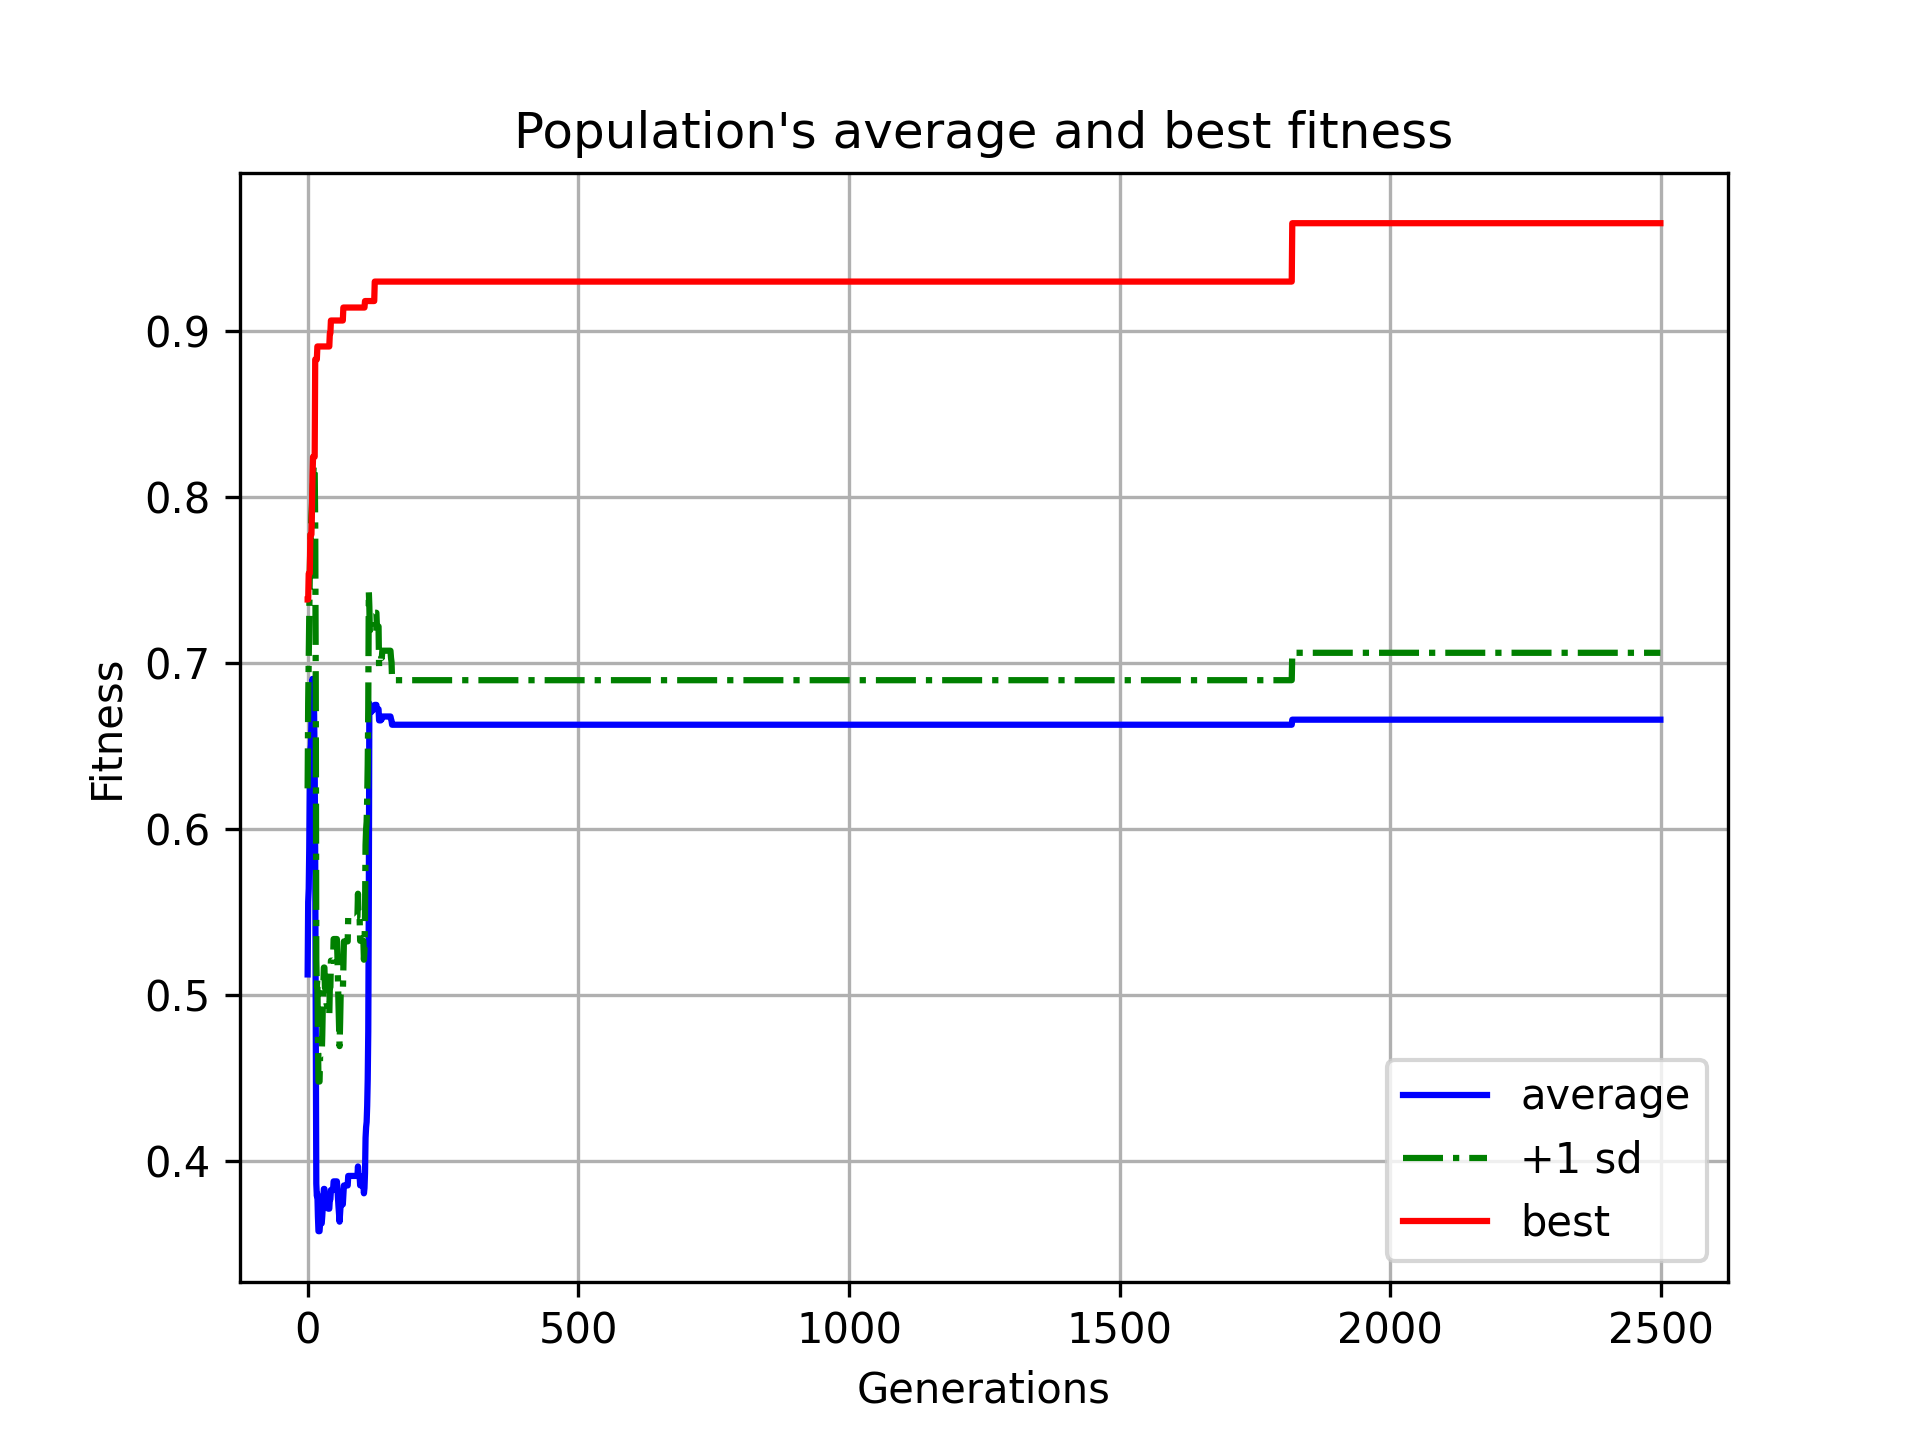 Population's average and best fitness
Fitness
0.9
0.8
0.7
0.6
0.5
0.4
0
500
1000
1500
2000
2500
Generations
average
+1 sd
best